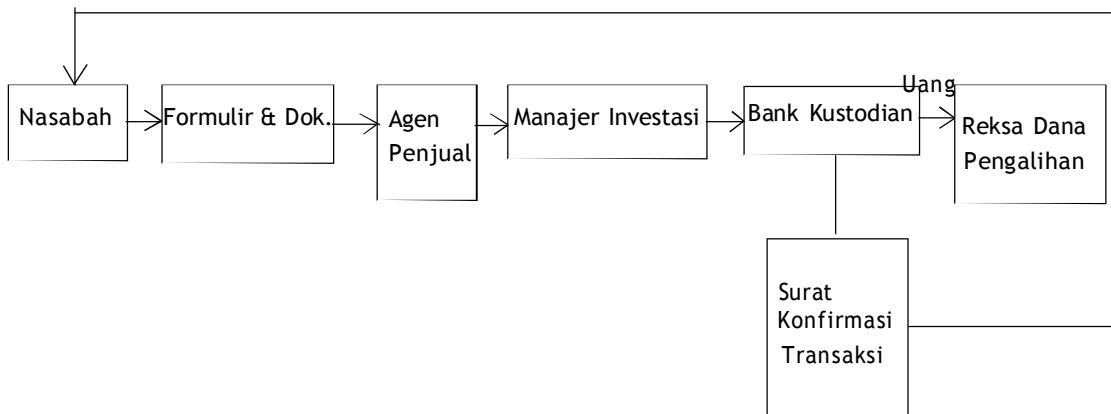 Nasabah
Formulir & Dok.
Agen
Penjual
Manajer Investasi
Bank Kustodian
Uang
Reksa Dana
Pengalihan
Surat
Konfirmasi
Transaksi